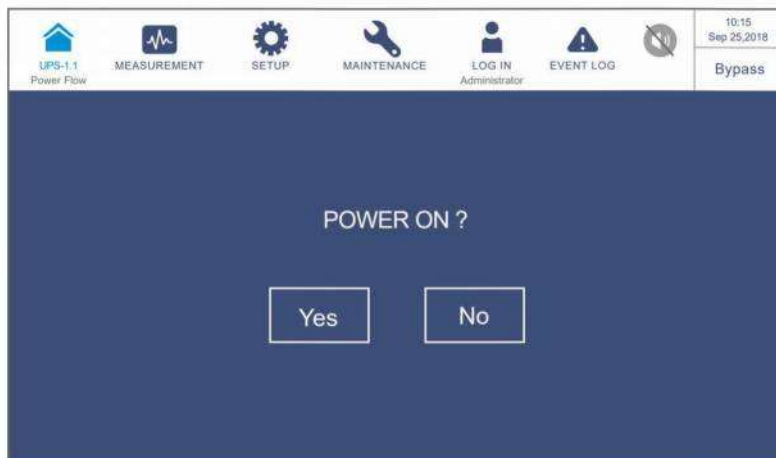 UPS-1.1
Power Flow
MEASUREMENT
SETUP
MAINTENANCE
LOG IN
Administrator
EVENT LOG
10:15
Sep 25,2018
Bypass
POWER ON ?
Yes
No